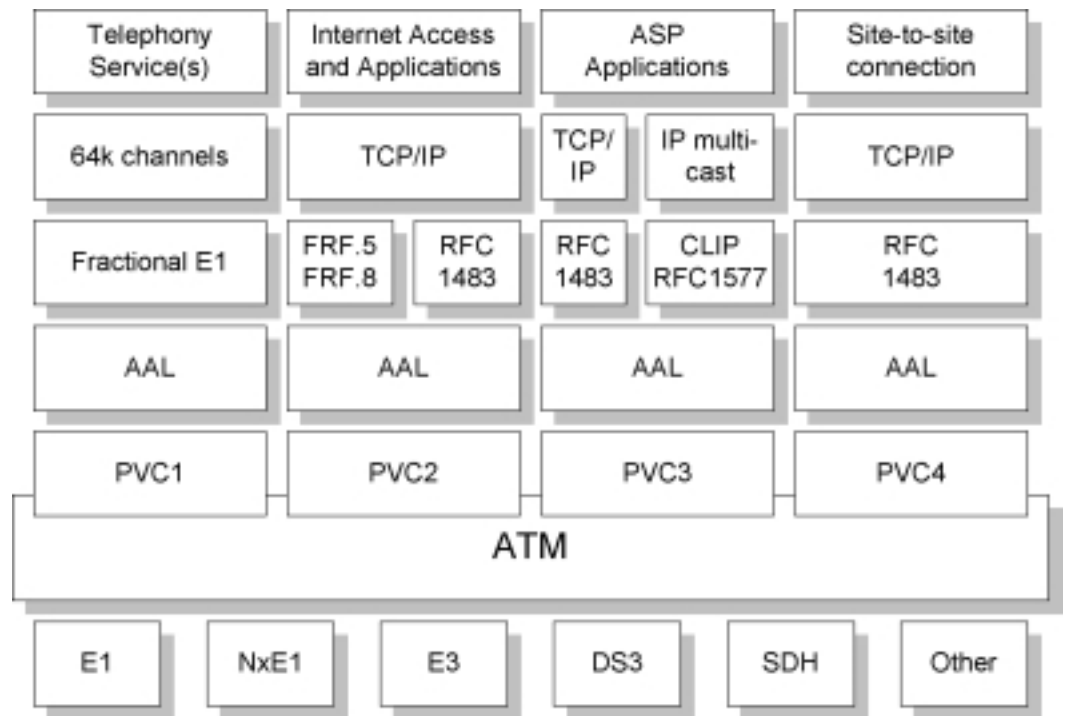 Telephony
Service(s)
Internet Access
and Applications
ASP
Applications
Site-to-site
connection
64k channels
TCP/IP
TCP/
IP
IP multi-
cast
TCP/IP
Fractional E1
FRF.5
FRF.8
RFC
1483
RFC
1483
CLIP
RFC1577
RFC
1483
AAL
AAL
AAL
AAL
PVC1
PVC2
PVC3
PVC4
ATM
E1
NxE1
E3
DS3
SDH
Other